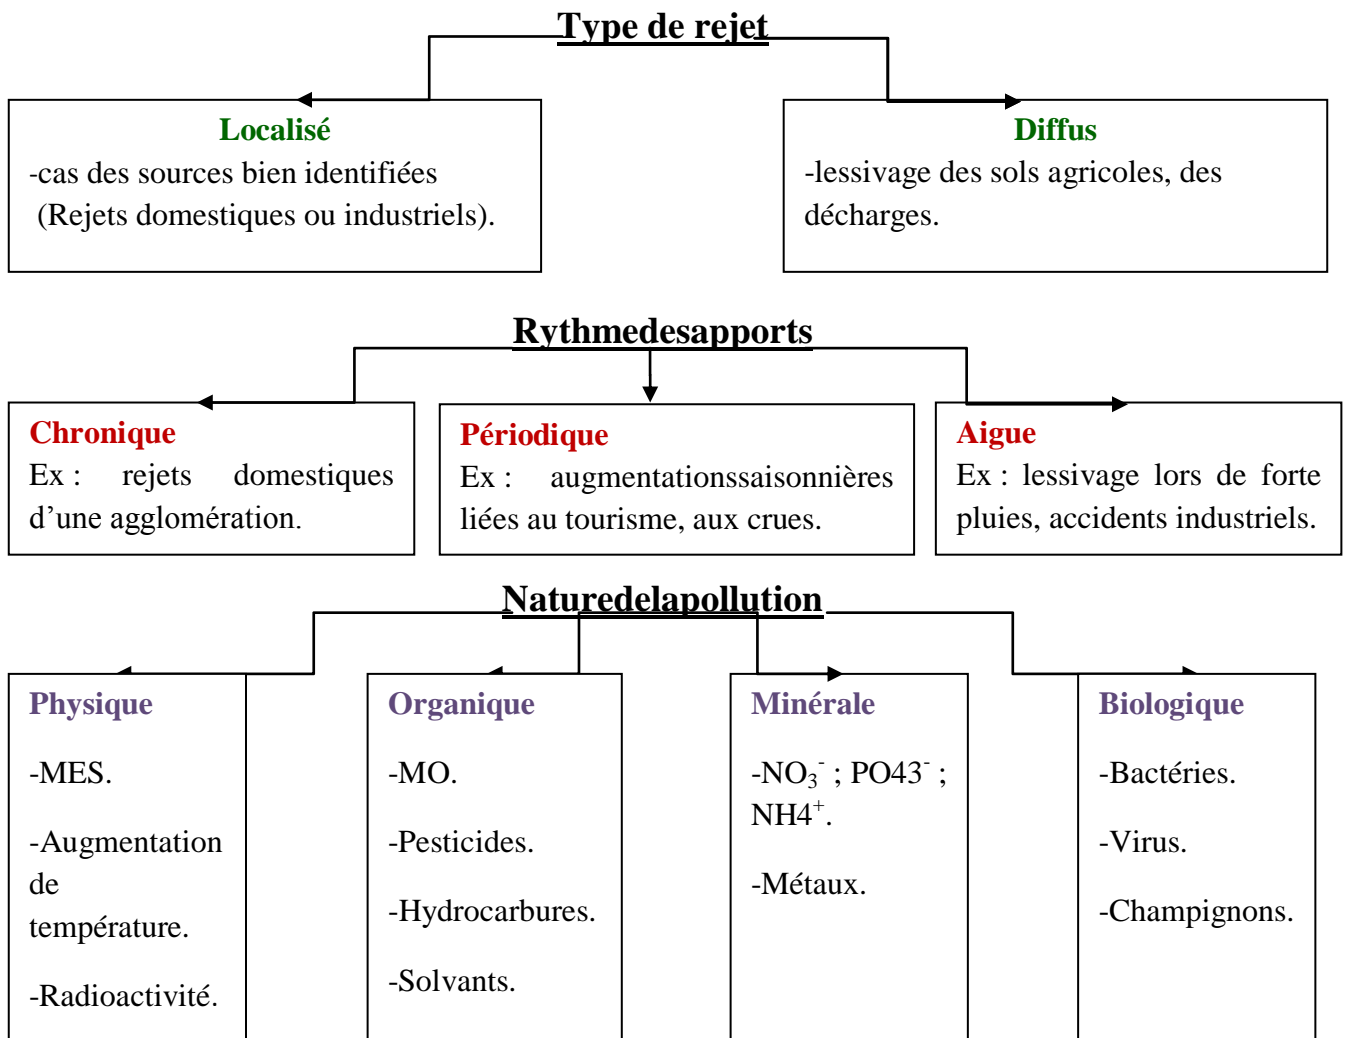 Type de rejet
Localisé
-cas des sources bien identifiées
(Rejets domestiques ou industriels).
Diffus
-lessivage des sols agricoles, des
décharges.
Rythmedesapports
Chronique
Ex : rejets domestiques
d’une agglomération.
Périodique
Ex : augmentationssaisonnières
liées au tourisme, aux crues.
Aigue
Ex : lessivage lors de forte
pluies, accidents industriels.
Naturedelapollution
Physique
-MES.
-Augmentation
de
température.
-Radioactivité.
Organique
-MO.
-Pesticides.
-Hydrocarbures.
-Solvants.
Minérale
-NO₃⁻ ; PO43⁻ ;
NH4⁺.
-Métaux.
Biologique
-Bactéries.
-Virus.
-Champignons.